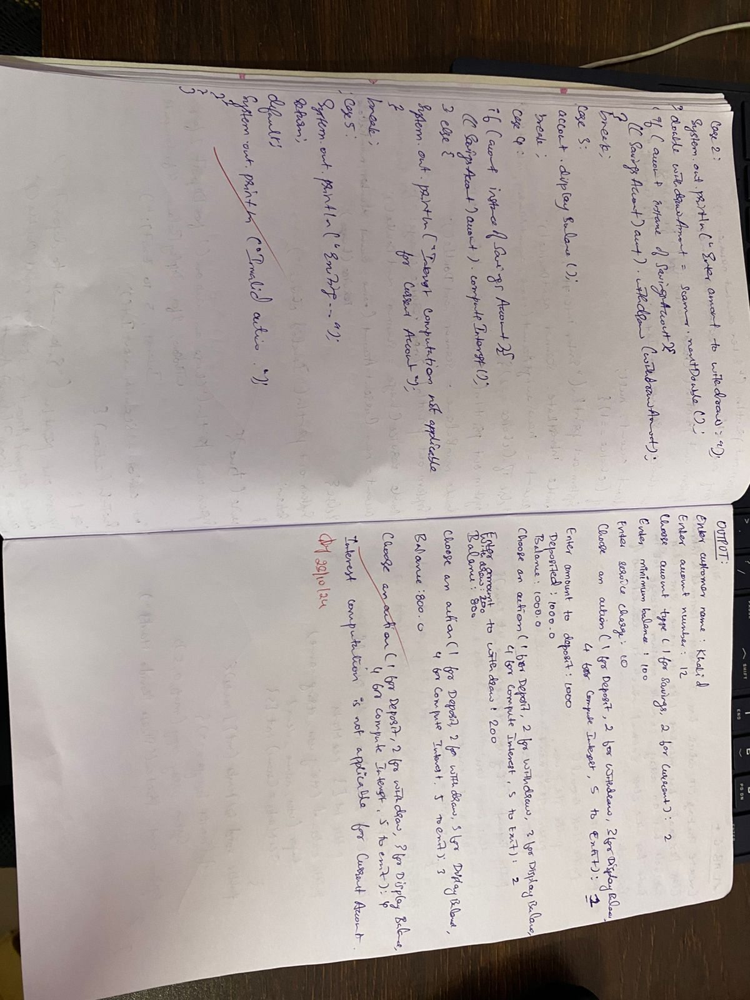 Case 2:
System.out.println("Enter amount to withdraw: ");
double withdrawAmount = scanner.nextDouble();
if (account instance of SavingsAccount){
((SavingsAccount) account).withdraw(withdrawAmount);
}
break;
Case 3:
account.displayBalance();
break;
case 4:
if (account instance of Savings Account){
((SavingsAccount) account).computeInterest();
} else {
System.out.println("Interest computation not applicable
for Current Account");
}
break;
case 5:
System.out.println("Exiting...");
return;
default:
System.out.println("Invalid action.");
}
}
}
}
OUTPUT:
Enter customer name: Khalid
Enter account number: 12
Choose account type (1 for Savings, 2 for Current): 2
Enter minimum balance: 100
Enter service charge: 10
Choose an action (1 for Deposit, 2 for withdraw, 3 for Display Balance,
4 for Compute Interest, 5 to Exit): 1
Enter amount to deposit: 1000
Deposited: 1000.0
Balance: 1000.0
Choose an action (1 for Deposit, 2 for withdraw, 3 for Display Balance,
4 for Compute Interest, 5 to Exit): 2
Enter amount to withdraw: 200
Withdraw: 200
Balance: 800
Choose an action (1 for Deposit, 2 for withdraw, 3 for Display Balance,
4 for Compute Interest, 5 to exit): 3
Balance: 800.0
Choose an action (1 for Deposit, 2 for withdraw, 3 for Display Balance,
4 for Compute Interest, 5 to exit): 4
Interest computation is not applicable for Current Account.
28/10/24
SHIFT
END
PG DN